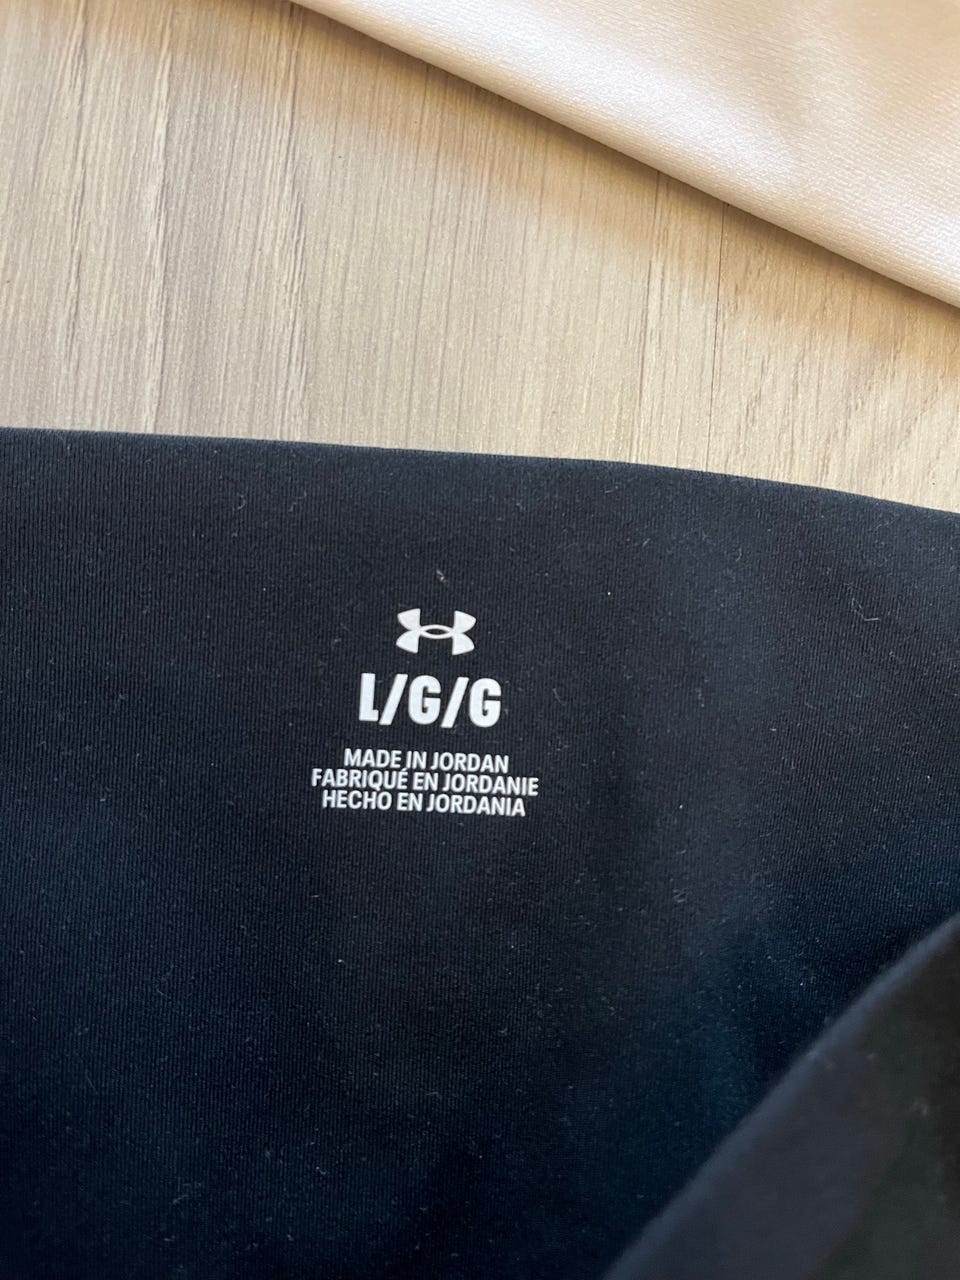 L/G/G
MADE IN JORDAN
FABRIQUÉ EN JORDANIE
HECHO EN JORDANIA